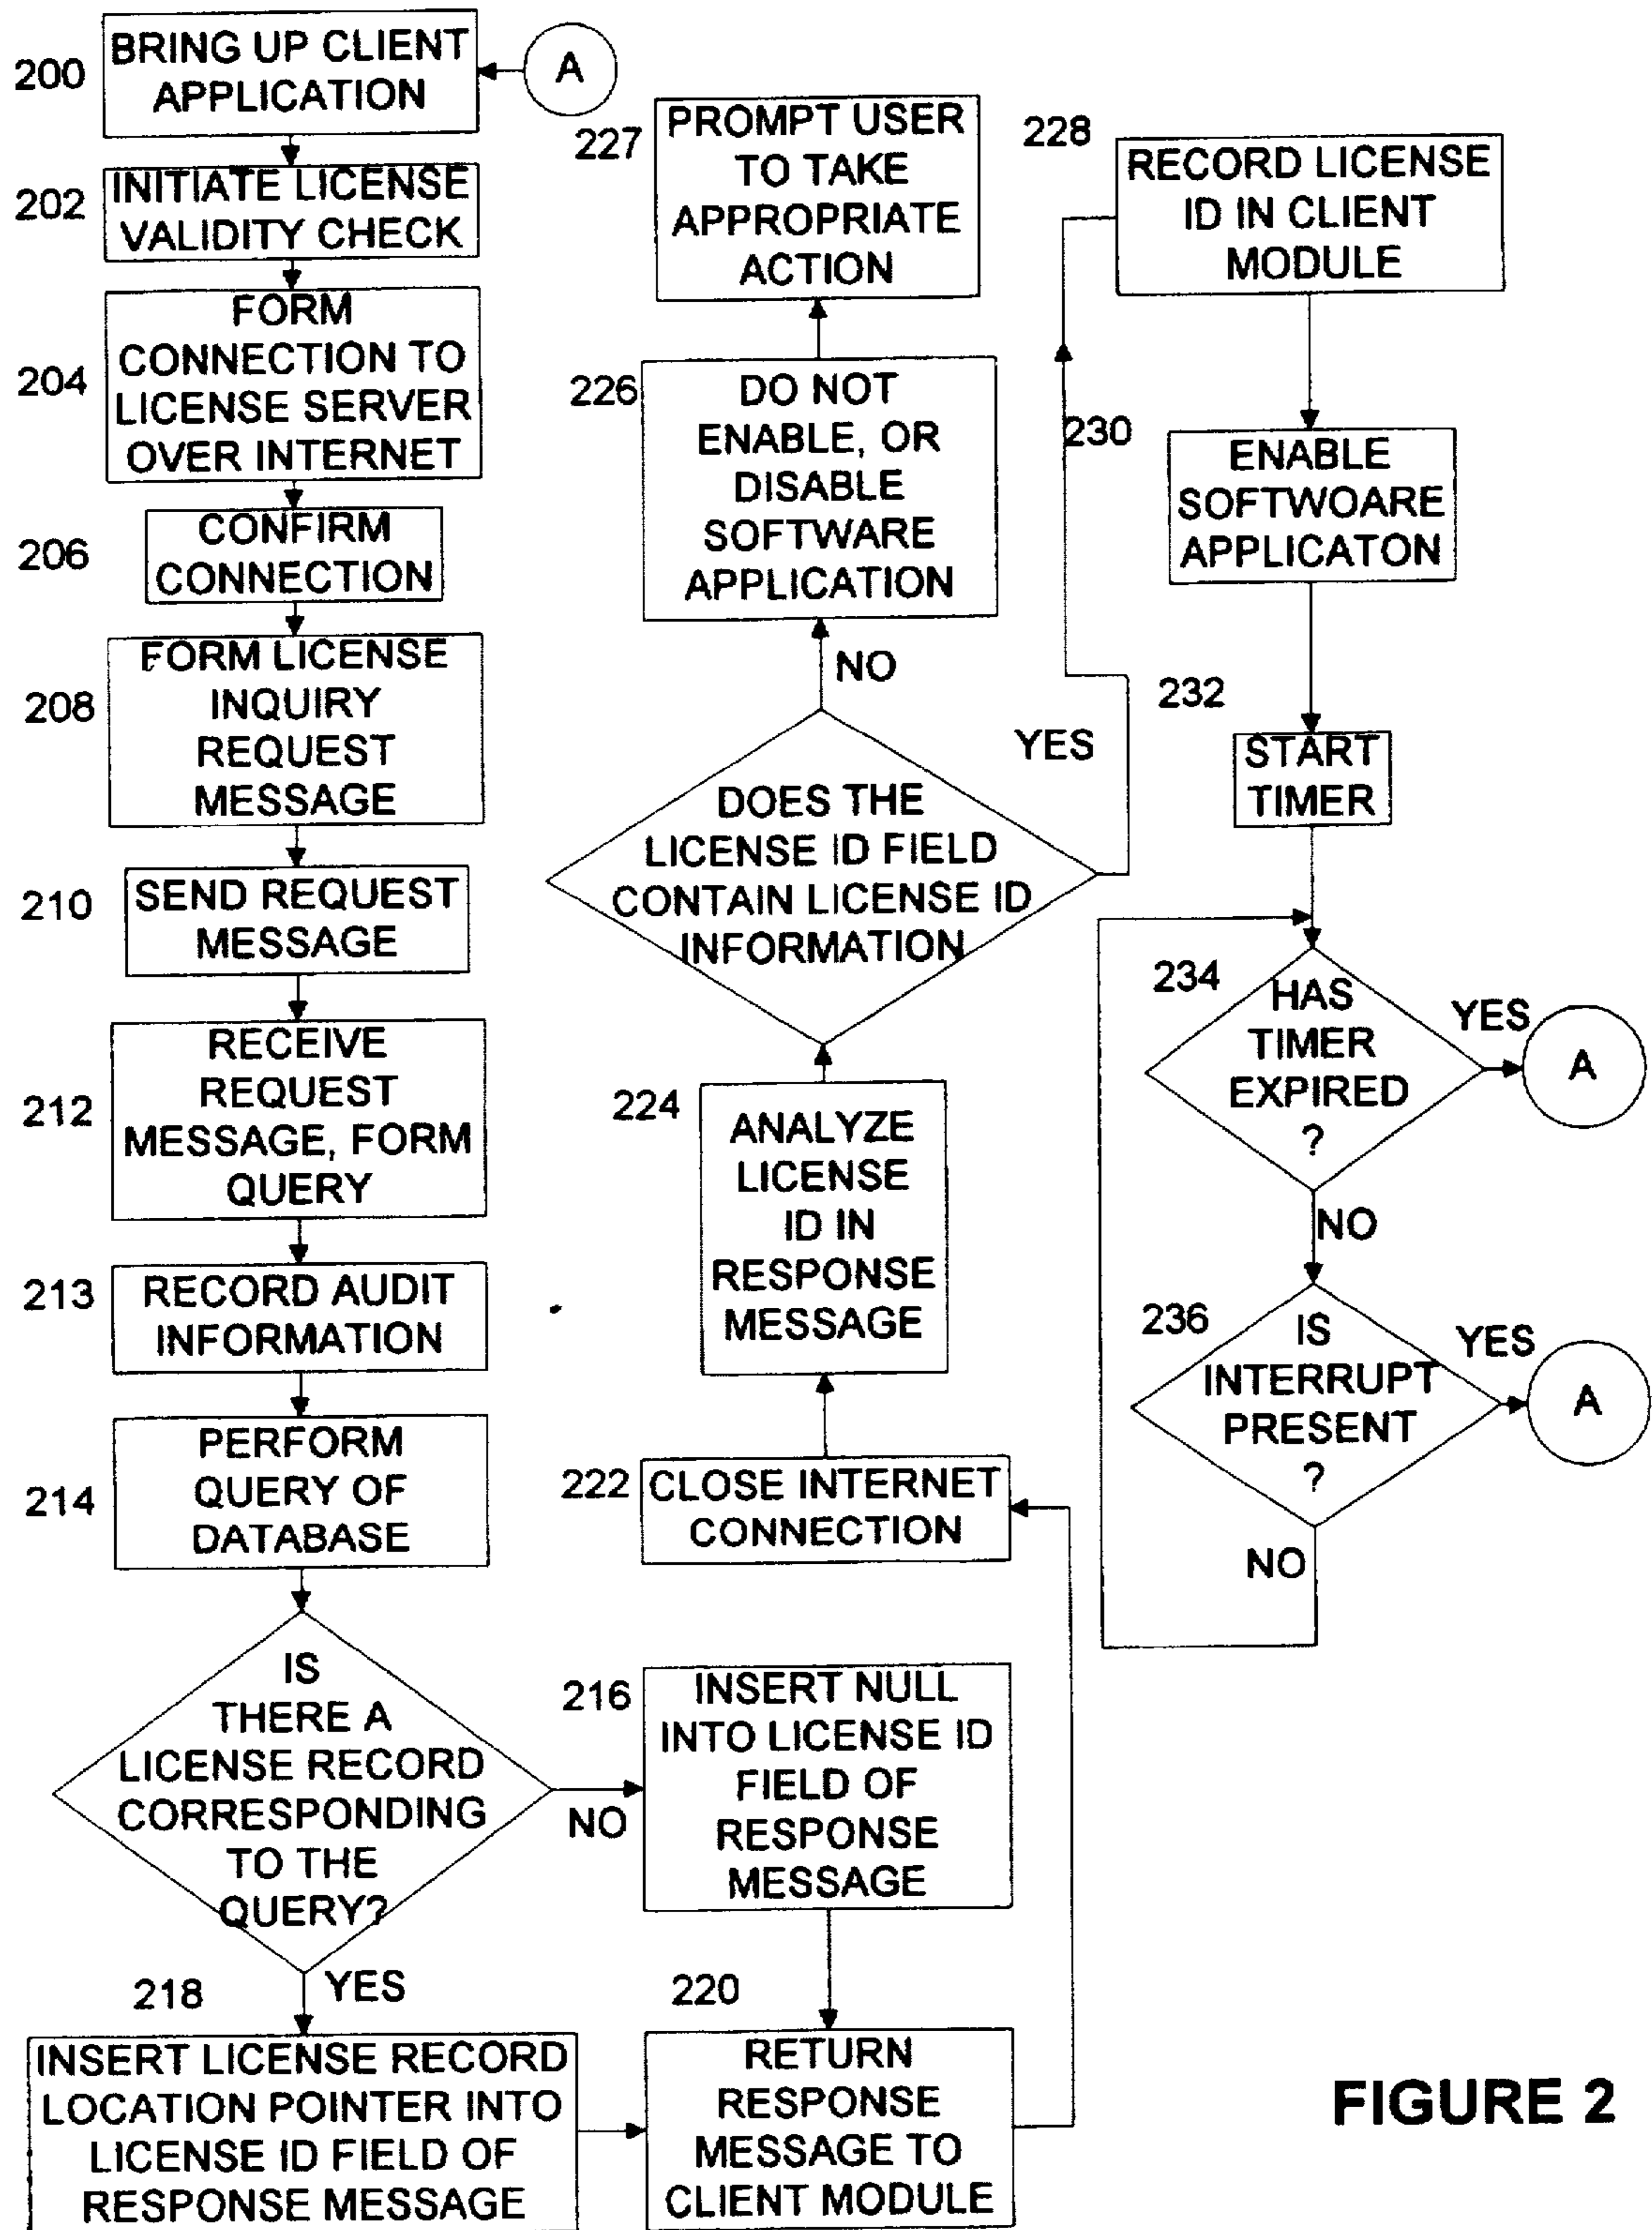 200
BRING UP CLIENT
APPLICATION
A
202
INITIATE LICENSE
VALIDITY CHECK
204
FORM
CONNECTION TO
LICENSE SERVER
OVER INTERNET
206
CONFIRM
CONNECTION
208
FORM LICENSE
INQUIRY
REQUEST
MESSAGE
210
SEND REQUEST
MESSAGE
212
RECEIVE
REQUEST
MESSAGE, FORM
QUERY
213
RECORD AUDIT
INFORMATION
214
PERFORM
QUERY OF
DATABASE
IS
THERE A
LICENSE RECORD
CORRESPONDING
TO THE
QUERY?
NO
YES
218
INSERT LICENSE RECORD
LOCATION POINTER INTO
LICENSE ID FIELD OF
RESPONSE MESSAGE
216
INSERT NULL
INTO LICENSE ID
FIELD OF
RESPONSE
MESSAGE
220
RETURN
RESPONSE
MESSAGE TO
CLIENT MODULE
222
CLOSE INTERNET
CONNECTION
224
ANALYZE
LICENSE
ID IN
RESPONSE
MESSAGE
DOES THE
LICENSE ID FIELD
CONTAIN LICENSE ID
INFORMATION
NO
YES
226
DO NOT
ENABLE, OR
DISABLE
SOFTWARE
APPLICATION
227
PROMPT USER
TO TAKE
APPROPRIATE
ACTION
228
RECORD LICENSE
ID IN CLIENT
MODULE
230
ENABLE
SOFTWOARE
APPLICATON
232
START
TIMER
234
HAS
TIMER
EXPIRED
?
YES
A
NO
236
IS
INTERRUPT
PRESENT
?
YES
A
NO
FIGURE 2